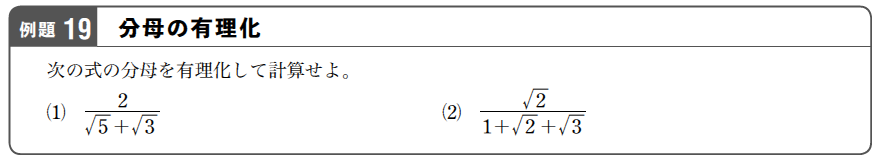 例題 19 分母の有理化
次の式の分母を有理化して計算せよ。
(1) 2/(√5+√3) (2) √2/(1+√2+√3)